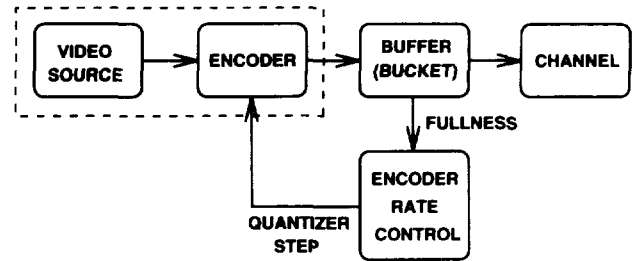 VIDEO
SOURCE
ENCODER
BUFFER
(BUCKET)
CHANNEL
FULLNESS
ENCODER
RATE
CONTROL
QUANTIZER
STEP